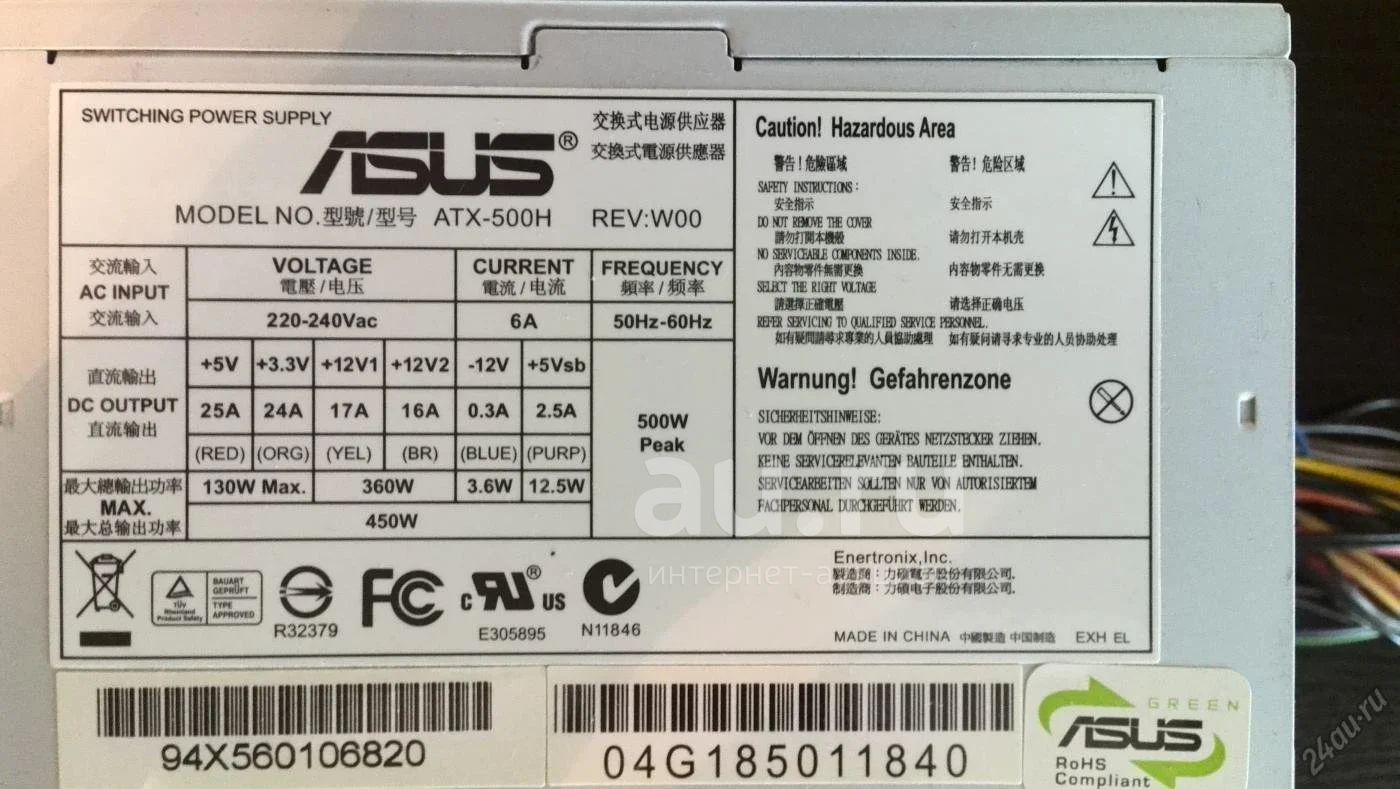 SWITCHING POWER SUPPLY
ASUS®
交換式电源供应器
交換式電源供應器
MODEL NO.型號/型号 ATX-500H REV:W00
交流輸入
AC INPUT
交流输入
VOLTAGE
電壓/电压
CURRENT
電流/电流
FREQUENCY
頻率/频率
220-240Vac 6A 50Hz-60Hz
直流輸出
DC OUTPUT
直流输出
+5V +3.3V +12V1 +12V2 -12V +5Vsb
25A 24A 17A 16A 0.3A 2.5A
(RED) (ORG) (YEL) (BR) (BLUE) (PURP)
500W
Peak
最大總輸出功率
MAX.
最大总输出功率
130W Max. 360W 3.6W 12.5W
450W
Caution! Hazardous Area
警告!危險區域 警告!危险区域
SAFETY INSTRUCTIONS:
安全指示 安全指示
DO NOT REMOVE THE COVER
請勿打開本機殼 请勿打开本机壳
NO SERVICEABLE COMPONENTS INSIDE.
內容物零件無需更換 内容物零件无需更换
SELECT THE RIGHT VOLTAGE
請選擇正確電壓 请选择正确电压
REFER SERVICING TO QUALIFIED SERVICE PERSONNEL.
如有疑問請尋求專業的人員協助處理 如有疑问请寻求专业的人员协助处理
Warnung! Gefahrenzone
SICHERHEITSHINWEISE:
VOR DEM ÖFFNEN DES GERÄTES NETZSTECKER ZIEHEN.
KEINE SERVICERELEVANTEN BAUTEILE ENTHALTEN.
SERVICEARBEITEN SOLLTEN NUR VON AUTORISIERTEM
FACHPERSONAL DURCHGEFÜHRT WERDEN.
TÜV
Rheinland
Product Safety
BAUART
GEPRÜFT
TYPE
APPROVED
R32379
FC
c RU® US
E305895
N11846
Enertronix,Inc.
製造商:力碩電子股份有限公司.
制造商:力硕电子股份有限公司.
MADE IN CHINA 中國製造 中国制造 EXH EL
94X560106820
04G185011840
GREEN
ASUS
RoHS
Compliant
au.ru
24au.ru